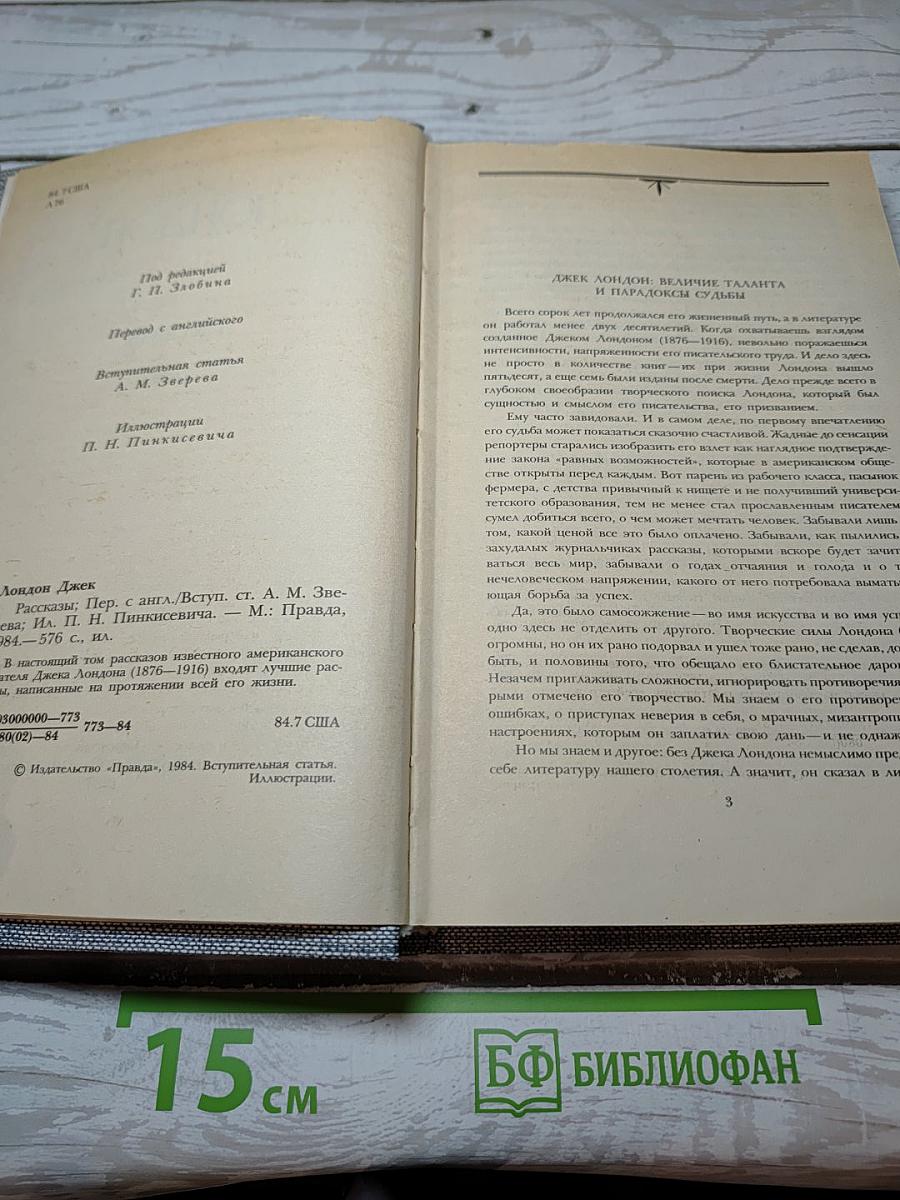 84.7 США
Л 76
Под редакцией
Г. П. Злобина
Перевод с английского
Вступительная статья
А. М. Зверева
Иллюстрации
П. Н. Пинкисевича
Лондон Джек
Рассказы; Пер. с англ./Вступ. ст. А. М. Зве-
ева; Ил. П. Н. Пинкисевича. — М.: Правда,
984.—576 с., ил.
В настоящий том рассказов известного американского
ателя Джека Лондона (1876—1916) входят лучшие рас-
ы, написанные на протяжении всей его жизни.
03000000—773
80(02)—84
773—84
84.7 США
© Издательство «Правда», 1984. Вступительная статья.
Иллюстрации.
ДЖЕК ЛОНДОН: ВЕЛИЧИЕ ТАЛАНТА
И ПАРАДОКСЫ СУДЬБЫ
Всего сорок лет продолжался его жизненный путь, а в литературе
он работал менее двух десятилетий. Когда охватываешь взглядом
созданное Джеком Лондоном (1876—1916), невольно поражаешься
интенсивности, напряженности его писательского труда. И дело здесь
не просто в количестве книг—их при жизни Лондона вышло
пятьдесят, а еще семь были изданы после смерти. Дело прежде всего в
глубоком своеобразии творческого поиска Лондона, который был
сущностью и смыслом его писательства, его призванием.
Ему часто завидовали. И в самом деле, по первому впечатлению
его судьба может показаться сказочно счастливой. Жадные до сенсации
репортеры старались изобразить его взлет как наглядное подтвержде-
ние закона «равных возможностей», которые в американском обще-
стве открыты перед каждым. Вот парень из рабочего класса, пасынок
фермера, с детства привычный к нищете и не получивший универси-
тетского образования, тем не менее стал прославленным писателем
сумел добиться всего, о чем может мечтать человек. Забывали лишь
том, какой ценой все это было оплачено. Забывали, как пылились
захудалых журнальчиках рассказы, которыми вскоре будет зачит
ваться весь мир, забывали о годах отчаяния и голода и о т
нечеловеческом напряжении, какого от него потребовала вымать
ющая борьба за успех.
Да, это было самосожжение—во имя искусства и во имя усп
одно здесь не отделить от другого. Творческие силы Лондона б
огромны, но он их рано подорвал и ушел тоже рано, не сделав, до
быть, и половины того, что обещало его блистательное даров
Незачем приглаживать сложности, игнорировать противоречия
рыми отмечено его творчество. Мы знаем о его противореч
ошибках, о приступах неверия в себя, о мрачных, мизантропи
настроениях, которым он заплатил свою дань—и не однаж
Но мы знаем и другое: без Джека Лондона немыслимо пред
себе литературу нашего столетия. А значит, он сказал в ли
3
15 см
БФ БИБЛИОФАН